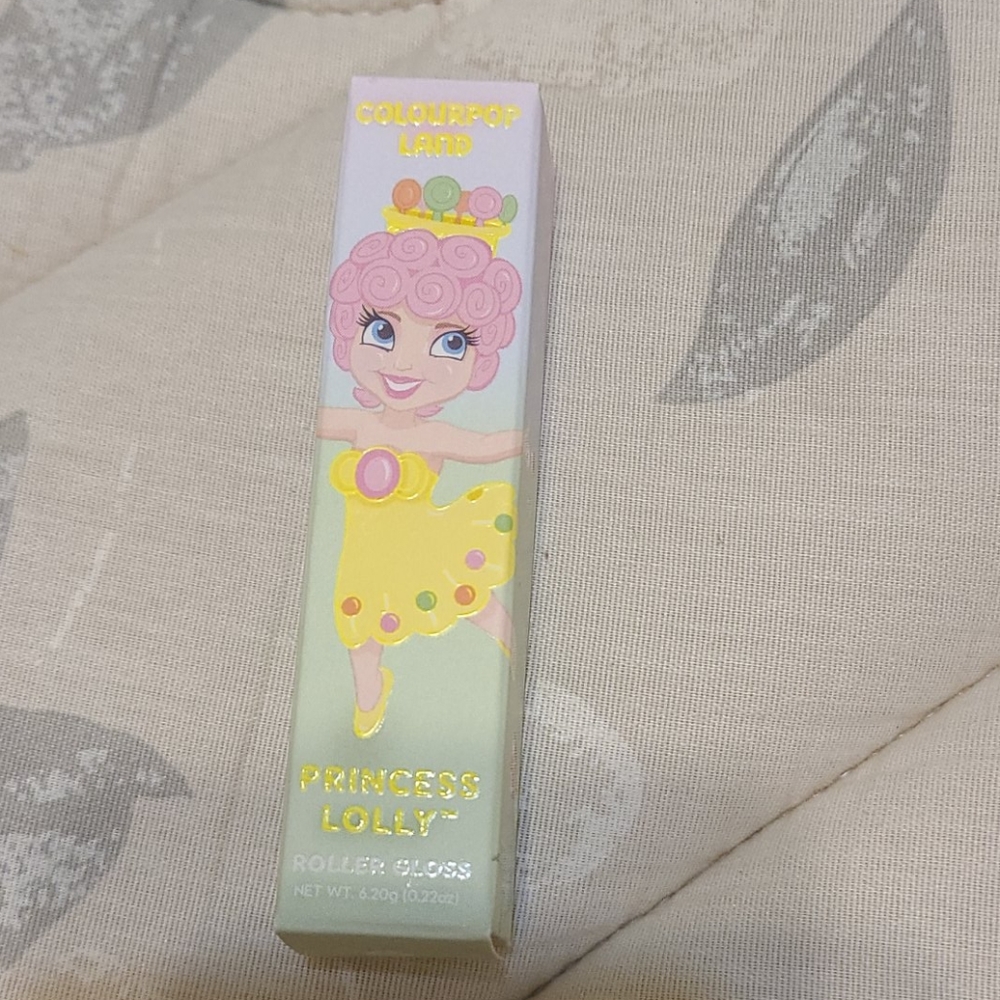 COLOURPOP
LAND
PRINCESS
LOLLY™
ROLLER GLOSS
NET WT. 6.20g (0.22oz)